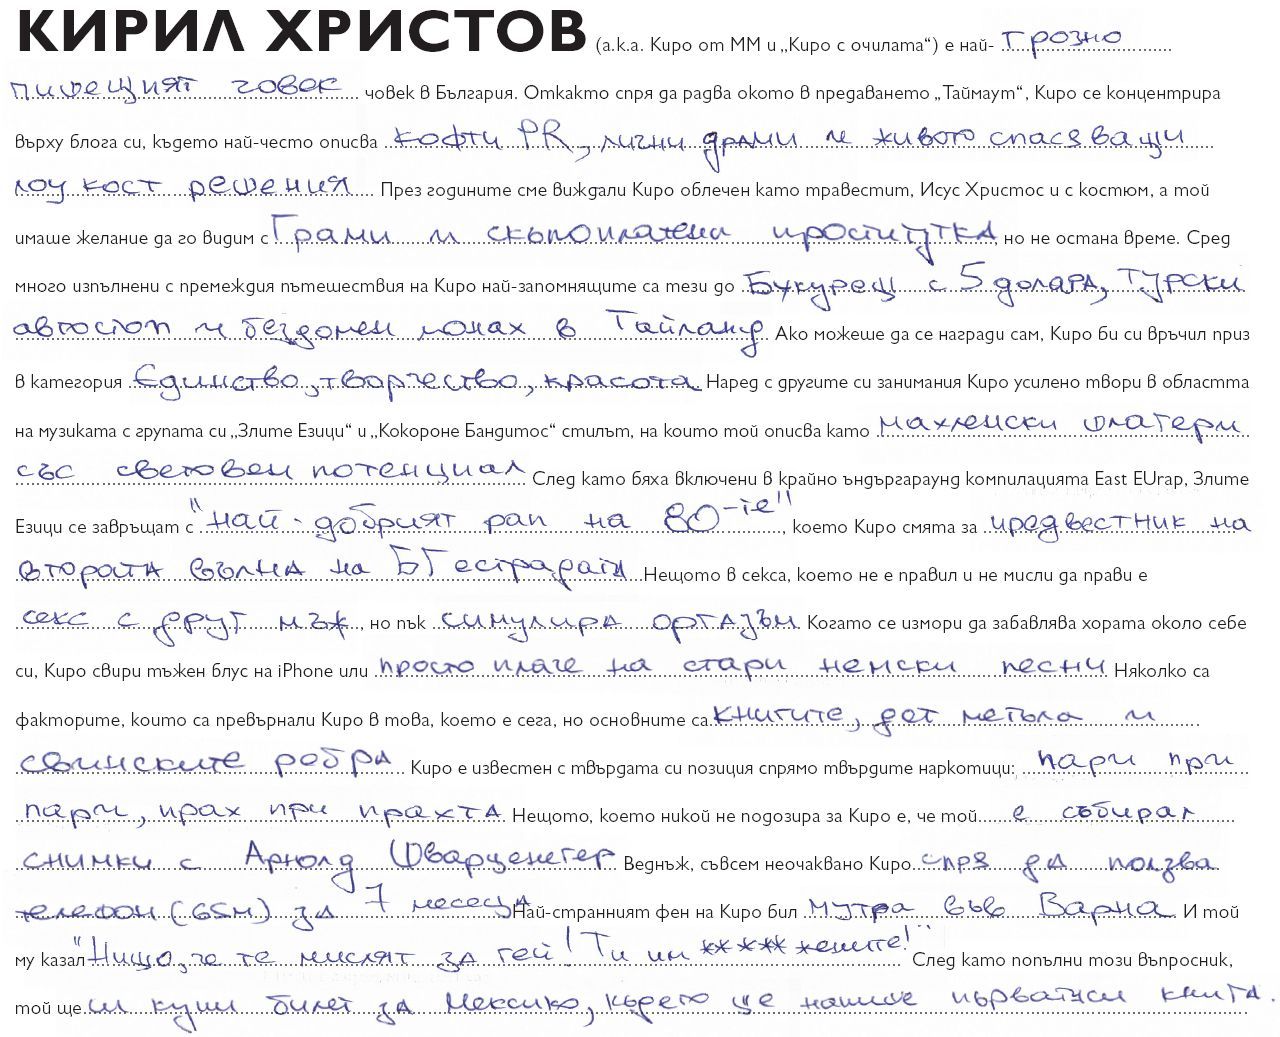 КИРИЛ ХРИСТОВ (a.k.a. Киро от ММ и „Киро с очилата“) е най- грозно
пишещият човек човек в България. Откакто спря да радва окото в предаването „Таймаут“, Киро се концентрира
върху блога си, където най-често описва кофти PR, лични драми и животоспасяващи
лоу кост решения През годините сме виждали Киро облечен като травестит, Исус Христос и с костюм, а той
имаше желание да го видим с Грами и скъпоплатена проститутка, но не остана време. Сред
много изпълнени с премеждия пътешествия на Киро най-запомнящите са тези до Букурещ с 5 долара, турски
автостоп и бездомен монах в Тайланд Ако можеше да се награди сам, Киро би си връчил приз
в категория Единство, творчество, красота Наред с другите си занимания Киро усилено твори в областта
на музиката с групата си „Злите Езици“ и „Кокороне Бандитос“ стилът, на които той описва като махленски шлагери
със световен потенциал След като бяха включени в крайно ъндърграунд компилацията East EUrap, Злите
Езици се завръщат с "най-добрият рап на 80-те", което Киро смята за предвестник на
втората вълна на БГ естрадата Нещото в секса, което не е правил и не мисли да прави е
секс с друг мъж, но пък симулира оргазъм Когато се измори да забавлява хората около себе
си, Киро свири тъжен блус на iPhone или просто плаче на стари немски песни Няколко са
факторите, които са превърнали Киро в това, което е сега, но основните са книгите, дет метъла и
свинските ребра Киро е известен с твърдата си позиция спрямо твърдите наркотици: пари при
пари, прах при прахта Нещото, което никой не подозира за Киро е, че той е събирал
снимки с Арнолд Шварценегер Веднъж, съвсем неочаквано Киро спря да ползва
телефон (GSM) за 7 месеца Най-странният фен на Киро бил мутра във Варна И той
му казал "Нищо, че те мислят за гей! Ти им ***** жените!" След като попълни този въпросник,
той ще си купи билет за Мексико, където ще напише първата си книга.